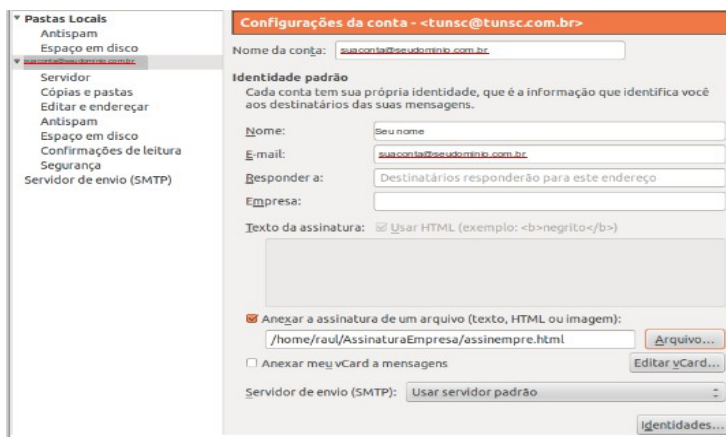 Pastas Locais
Antispam
Espaço em disco
suaconta@seudominio.com.br
Servidor
Cópias e pastas
Editar e endereçar
Antispam
Espaço em disco
Confirmações de leitura
Segurança
Servidor de envio (SMTP)
Configurações da conta - <tunsc@tunsc.com.br>
Nome da conta: suaconta@seudominio.com.br
Identidade padrão
Cada conta tem sua própria identidade, que é a informação que identifica você
aos destinatários das suas mensagens.
Nome: Seu nome
E-mail: suaconta@seudominio.com.br
Responder a: Destinatários responderão para este endereço
Empresa:
Texto da assinatura: Usar HTML (exemplo: <b>negrito</b>)
Anexar a assinatura de um arquivo (texto, HTML ou imagem):
/home/raul/AssinaturaEmpresa/assinempre.html Arquivo...
Anexar meu vCard a mensagens Editar vCard...
Servidor de envio (SMTP): Usar servidor padrão
Identidades...